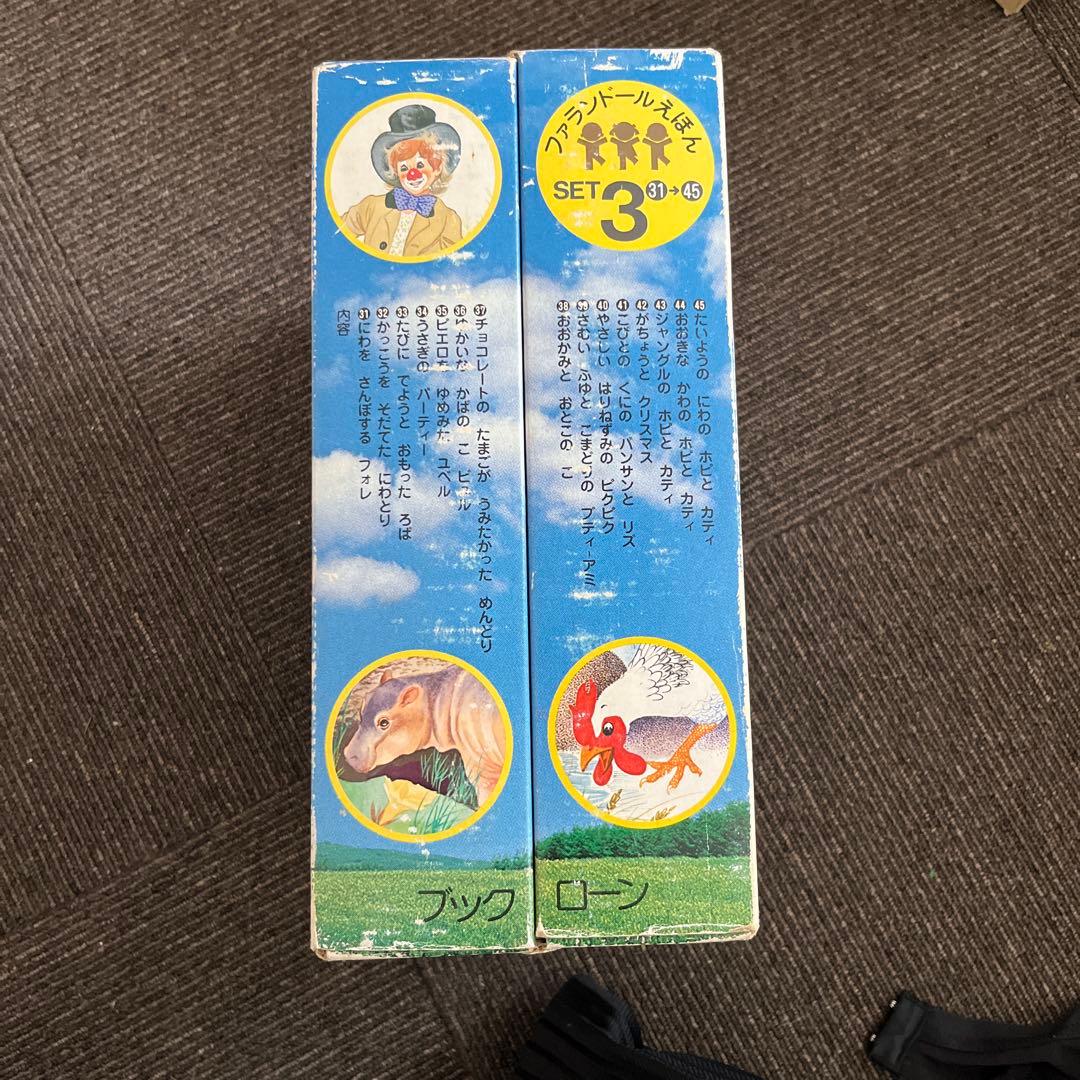 ファランドールえほん
SET 3 31→45
内容
31 にわを さんぽする フォレ
32 かっこうを そだてた にわとり
33 たびに でようと おもった ろば
34 うさぎの パーティー
35 ピエロを ゆめみた ユベル
36 ゆかいな かばの こ ピュル
37 チョコレートの たまごが うみたかった めんどり
38 おおかみと おとこの こ
39 さむい ふゆと こまどりの プティ-アミ
40 やさしい はりねずみの ピクピク
41 こびとの くにの パンサンと リズ
42 がちょうと クリスマス
43 ジャングルの ホビと カティ
44 おおきな かわの ホビと カティ
45 たいようの にわの ホビと カティ
ブック ローン